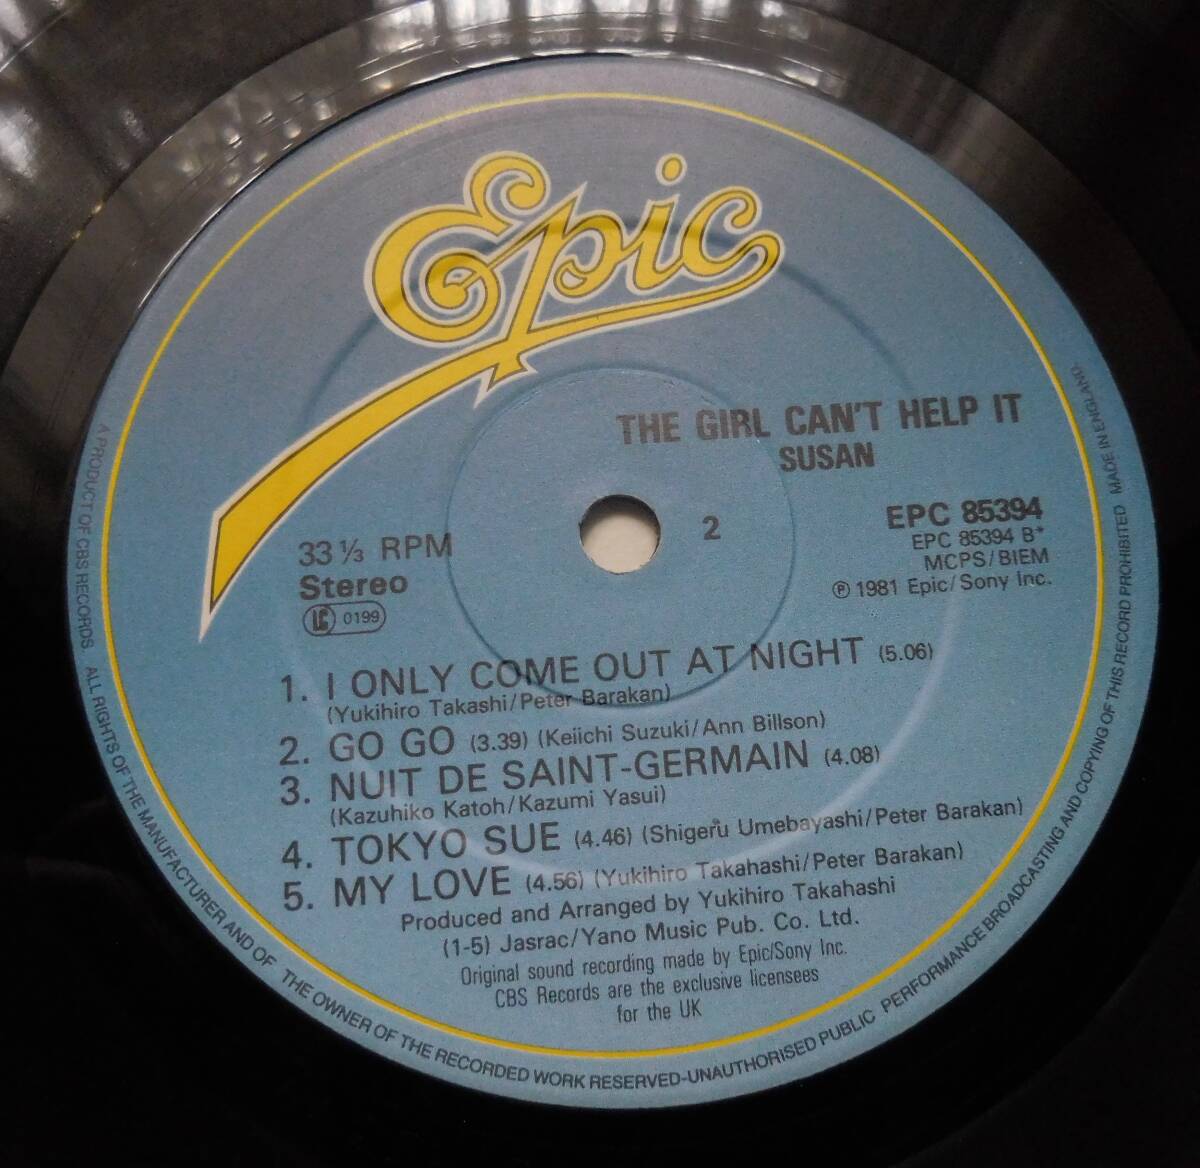 Epic
THE GIRL CAN'T HELP IT
SUSAN
33 ⅓ RPM
Stereo
LC 0199
2
EPC 85394
EPC 85394 B*
MCPS/BIEM
℗ 1981 Epic/Sony Inc.
1. I ONLY COME OUT AT NIGHT (5.06)
(Yukihiro Takashi/Peter Barakan)
2. GO GO (3.39) (Keiichi Suzuki/Ann Billson)
3. NUIT DE SAINT-GERMAIN (4.08)
(Kazuhiko Katoh/Kazumi Yasui)
4. TOKYO SUE (4.46) (Shigeru Umebayashi/Peter Barakan)
5. MY LOVE (4.56) (Yukihiro Takahashi/Peter Barakan)
Produced and Arranged by Yukihiro Takahashi
(1-5) Jasrac/Yano Music Pub. Co. Ltd.
Original sound recording made by Epic/Sony Inc.
CBS Records are the exclusive licensees
for the UK
A PRODUCT OF CBS RECORDS. ALL RIGHTS OF THE MANUFACTURER AND OF THE OWNER OF THE RECORDED WORK RESERVED-UNAUTHORISED PUBLIC PERFORMANCE BROADCASTING AND COPYING OF THIS RECORD PROHIBITED MADE IN ENGLAND